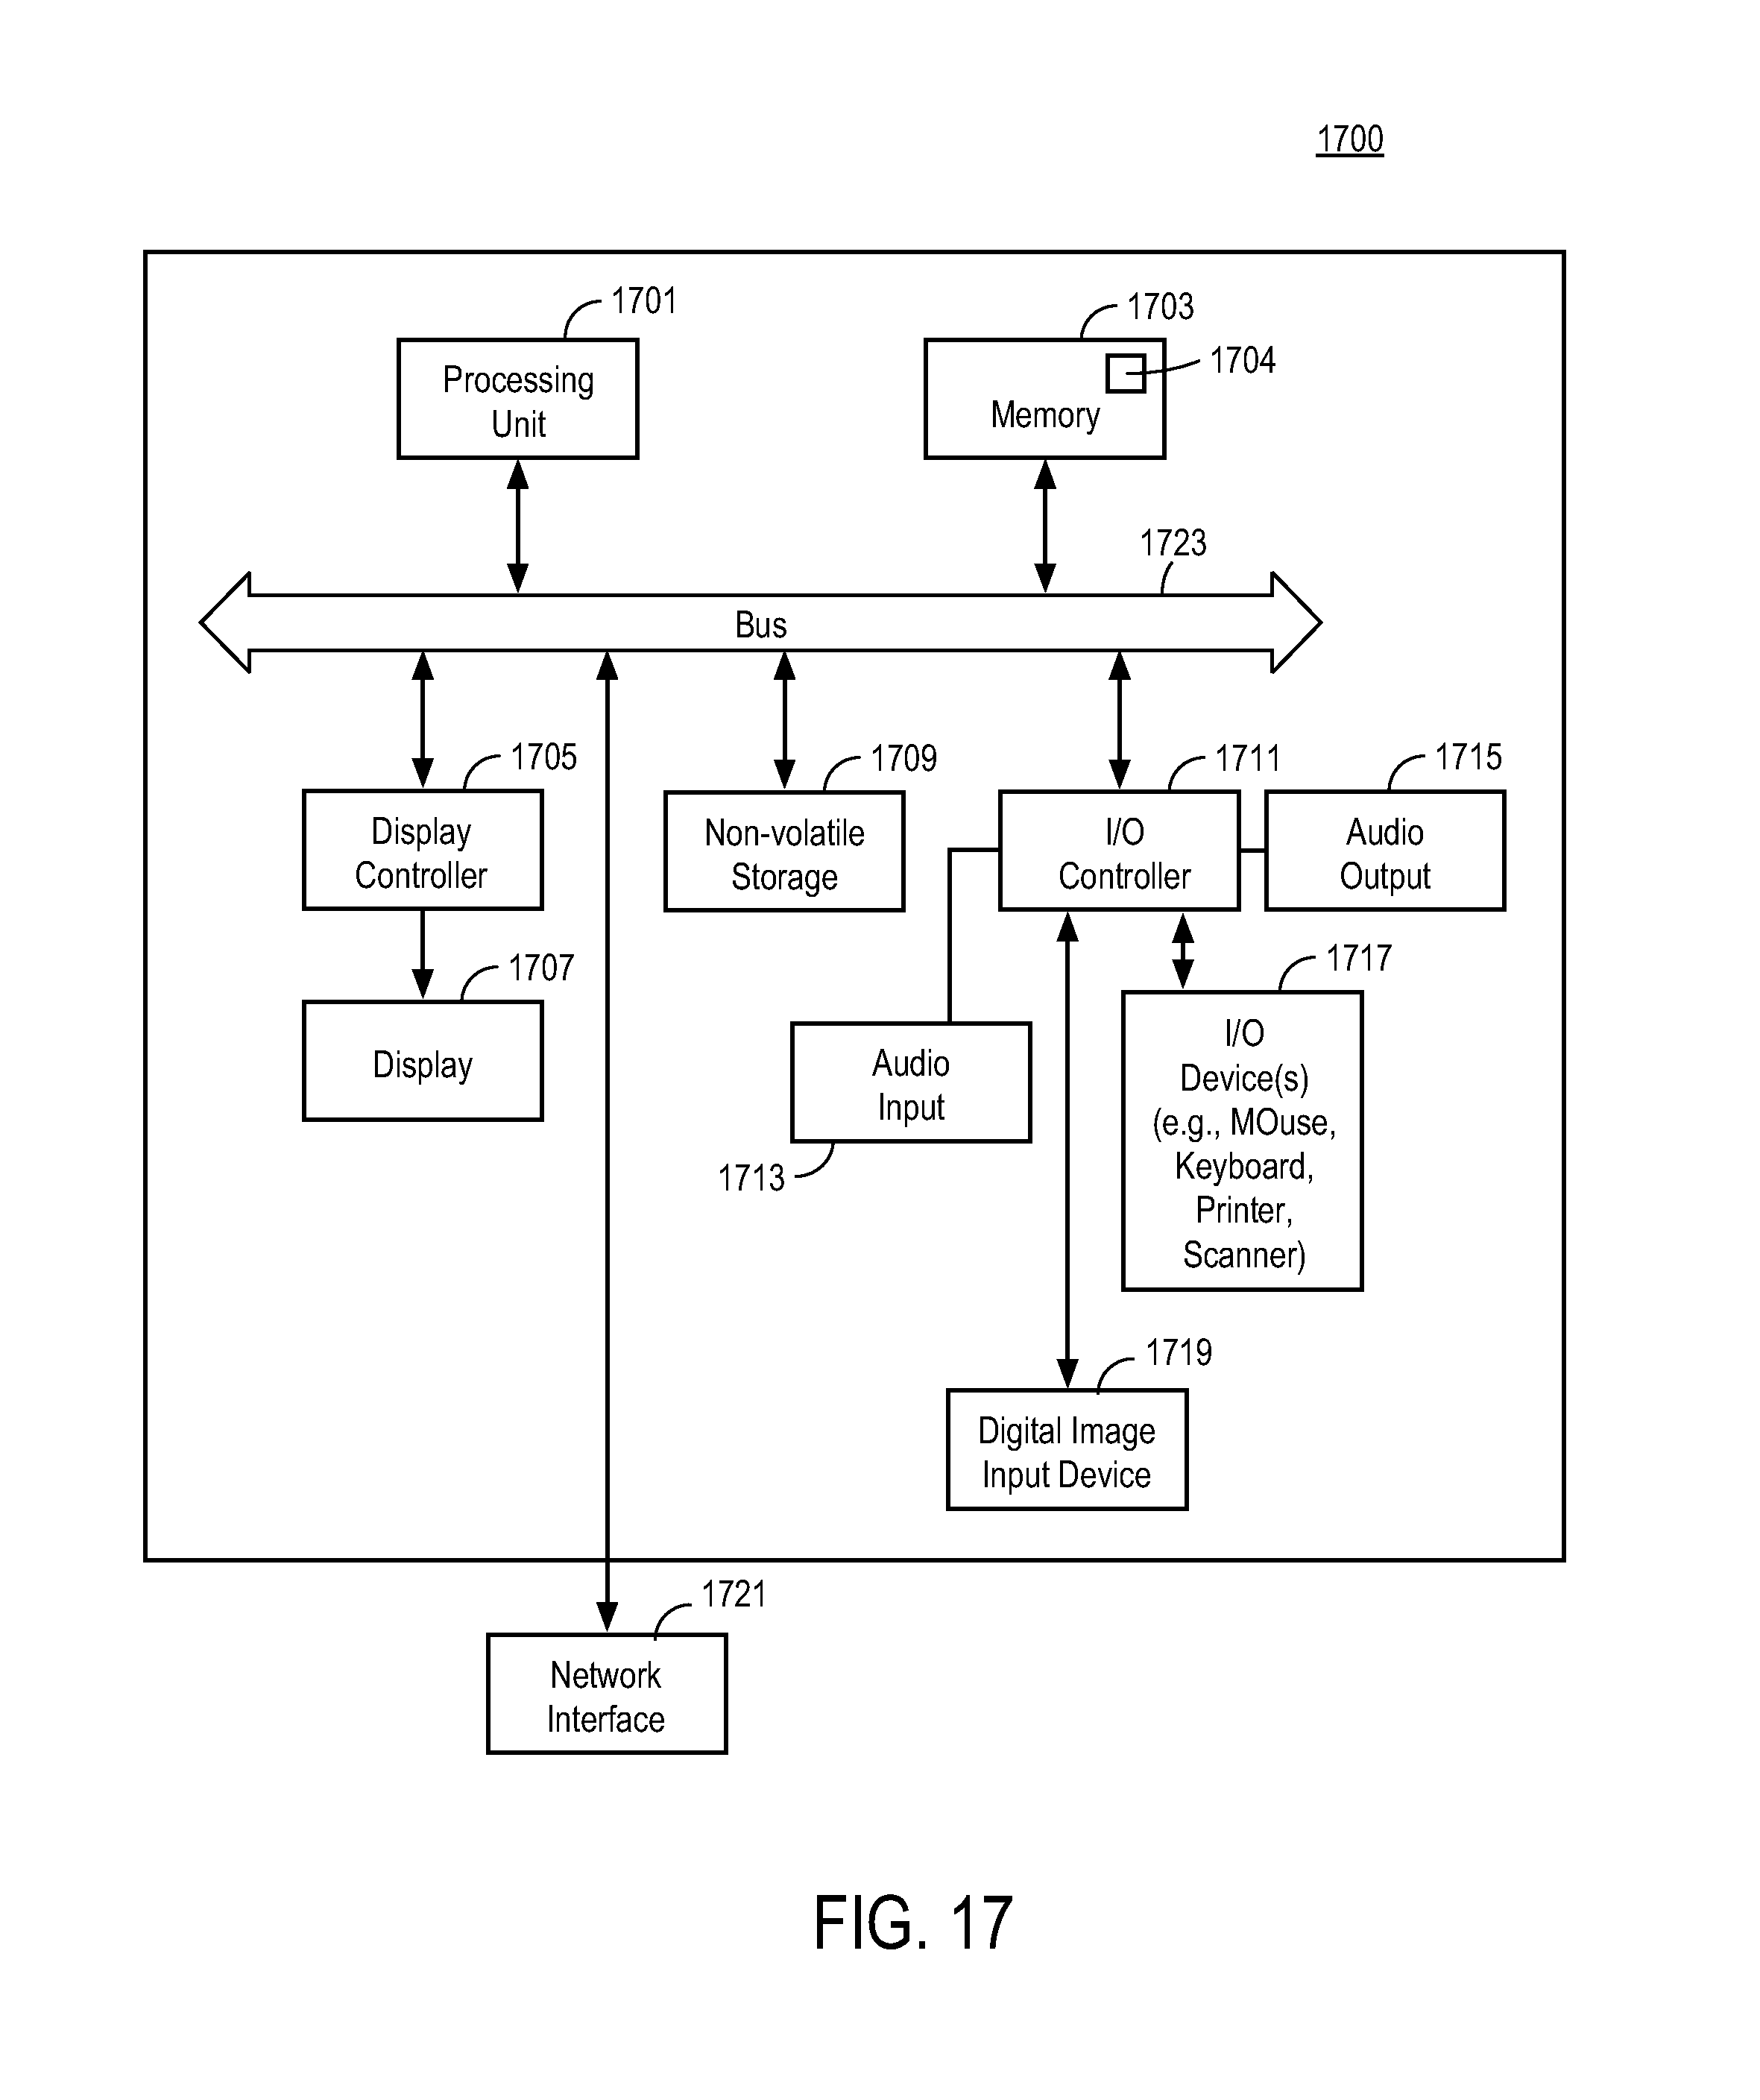 1700
1701
Processing
Unit
1703
1704
Memory
1723
Bus
1705
Display
Controller
1709
Non-volatile
Storage
1711
I/O
Controller
1715
Audio
Output
1707
Display
Audio
Input
1713
1717
I/O
Device(s)
(e.g., MOuse,
Keyboard,
Printer,
Scanner)
1719
Digital Image
Input Device
1721
Network
Interface
FIG. 17